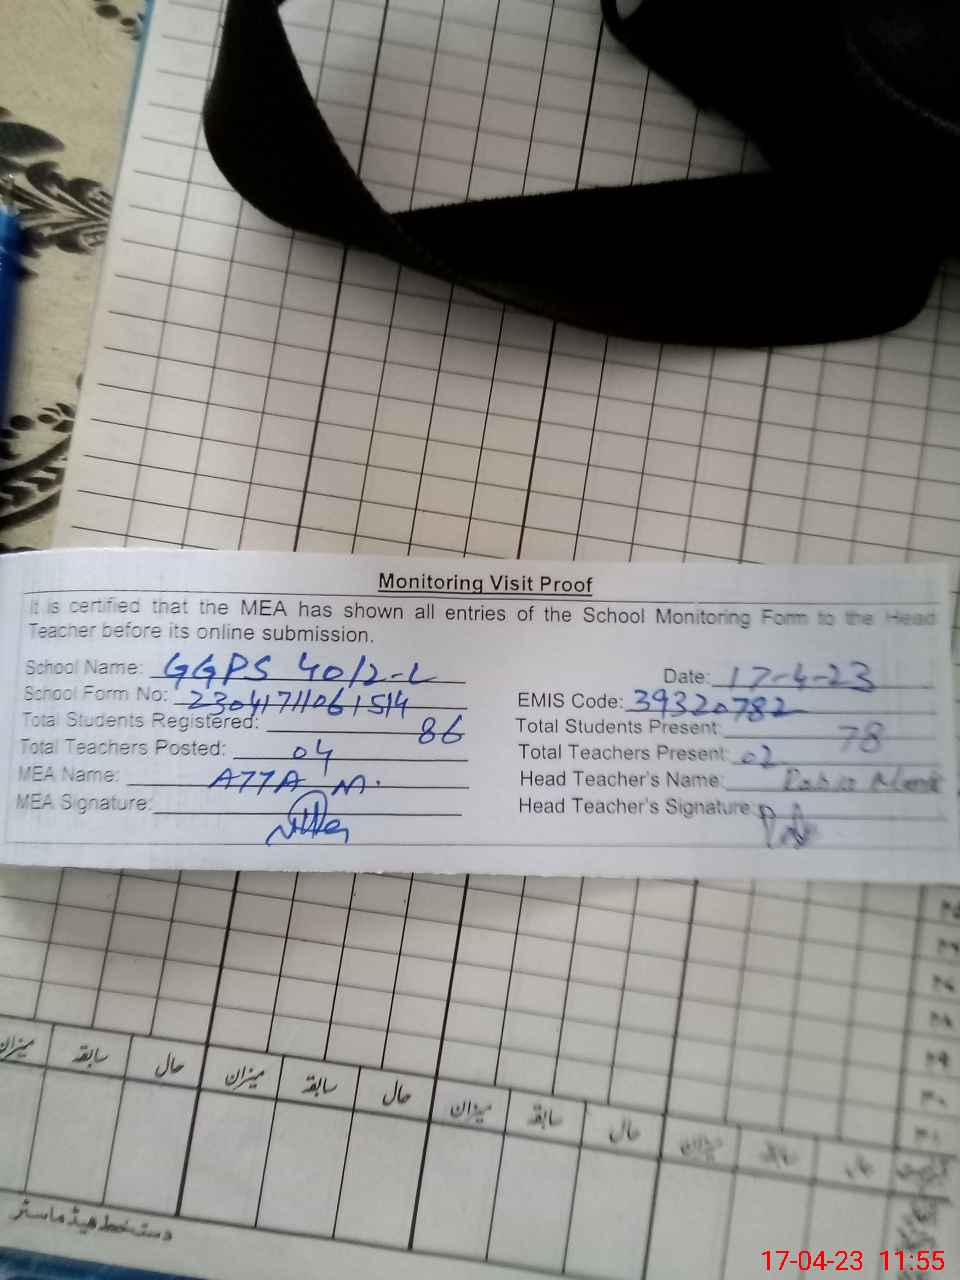 Monitoring Visit Proof
It is certified that the MEA has shown all entries of the School Monitoring Form to the Head
Teacher before its online submission.
School Name: GGPS 40/2-L Date: 17-4-23
School Form No: 23041711061514 EMIS Code: 39320782
Total Students Registered: 86 Total Students Present: 78
Total Teachers Posted: 04 Total Teachers Present: 02
MEA Name: ATTA M. Head Teacher's Name:
MEA Signature: Head Teacher's Signature:
میزان سابقہ حال میزان سابقہ حال میزان سابقہ حال میزان سابقہ حال
دستخط ہیڈ ماسٹر
17-04-23 11:55